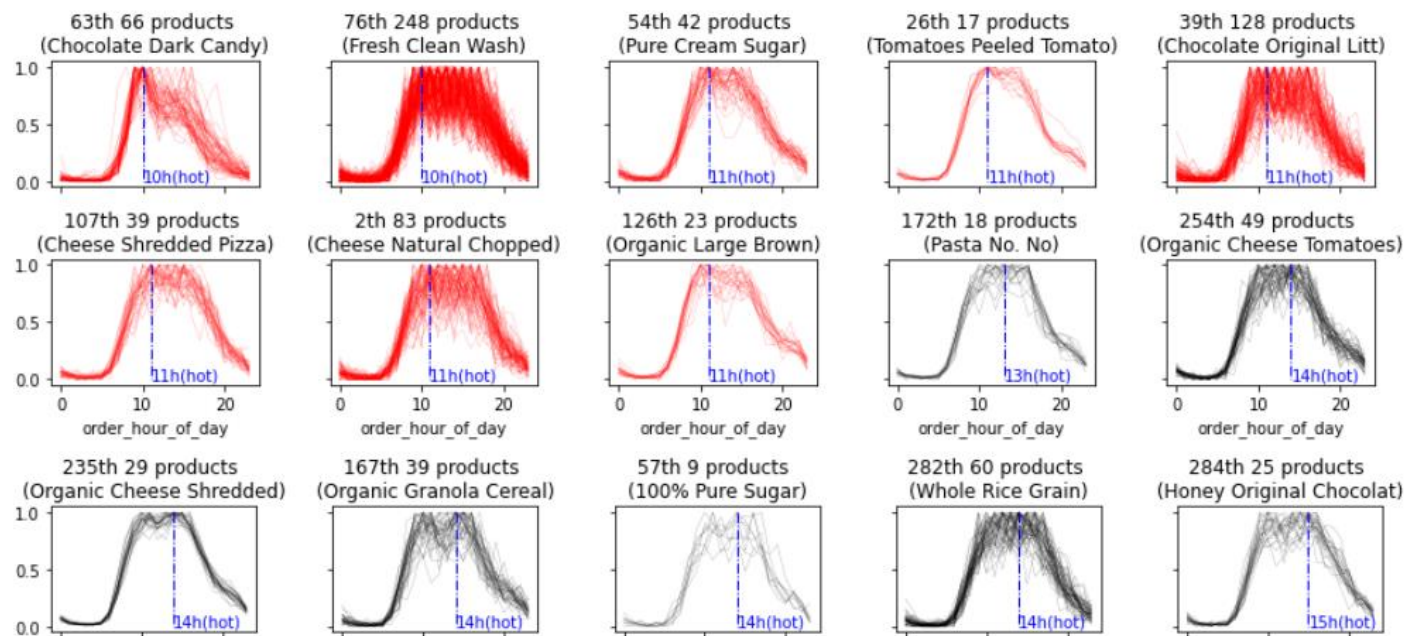 63th 66 products
(Chocolate Dark Candy)
76th 248 products
(Fresh Clean Wash)
54th 42 products
(Pure Cream Sugar)
26th 17 products
(Tomatoes Peeled Tomato)
39th 128 products
(Chocolate Original Litt)
1.0
0.5
0.0
10h(hot)
10h(hot)
11h(hot)
11h(hot)
11h(hot)
107th 39 products
(Cheese Shredded Pizza)
2th 83 products
(Cheese Natural Chopped)
126th 23 products
(Organic Large Brown)
172th 18 products
(Pasta No. No)
254th 49 products
(Organic Cheese Tomatoes)
1.0
0.5
0.0
11h(hot)
11h(hot)
11h(hot)
13h(hot)
14h(hot)
0 10 20
order_hour_of_day
0 10 20
order_hour_of_day
0 10 20
order_hour_of_day
0 10 20
order_hour_of_day
0 10 20
order_hour_of_day
235th 29 products
(Organic Cheese Shredded)
167th 39 products
(Organic Granola Cereal)
57th 9 products
(100% Pure Sugar)
282th 60 products
(Whole Rice Grain)
284th 25 products
(Honey Original Chocolat)
1.0
0.5
0.0
14h(hot)
14h(hot)
14h(hot)
14h(hot)
15h(hot)